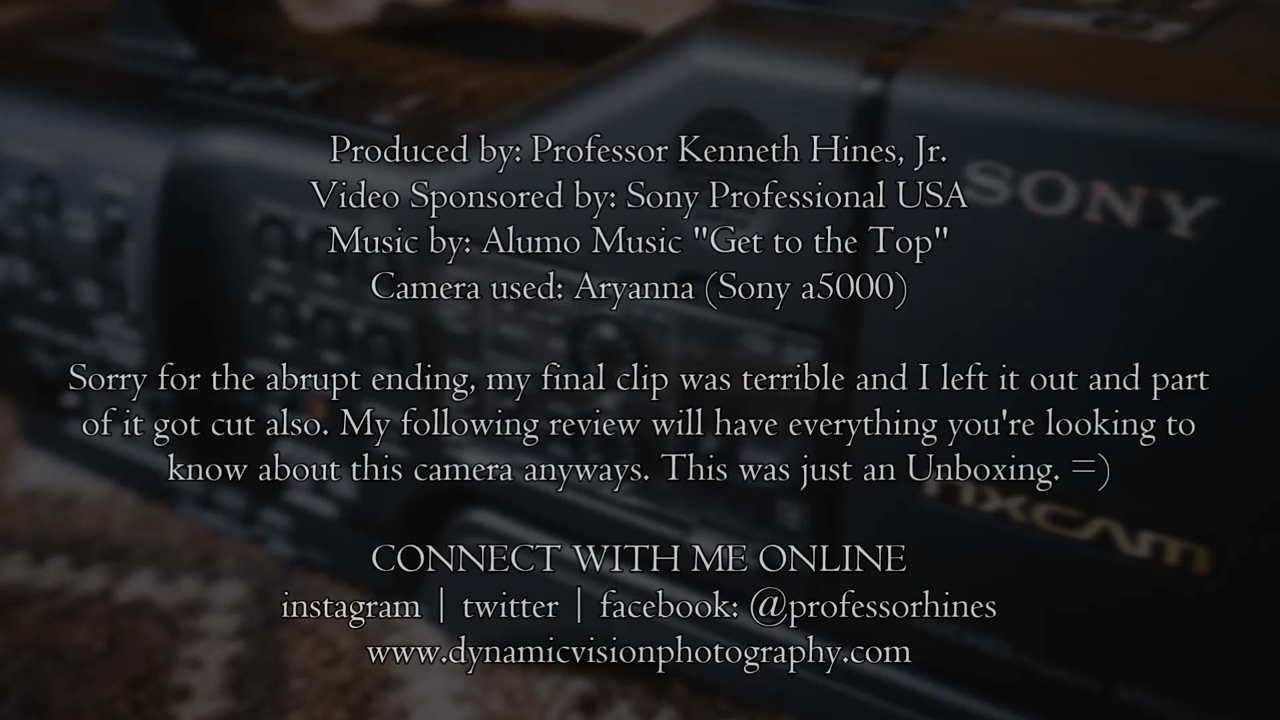 Produced by: Professor Kenneth Hines, Jr.
Video Sponsored by: Sony Professional USA
Music by: Alumo Music "Get to the Top"
Camera used: Aryanna (Sony a5000)
SONY
Sorry for the abrupt ending, my final clip was terrible and I left it out and part
of it got cut also. My following review will have everything you're looking to
know about this camera anyways. This was just an Unboxing. =)
NXCAM
CONNECT WITH ME ONLINE
instagram | twitter | facebook: @professorhines
www.dynamicvisionphotography.com